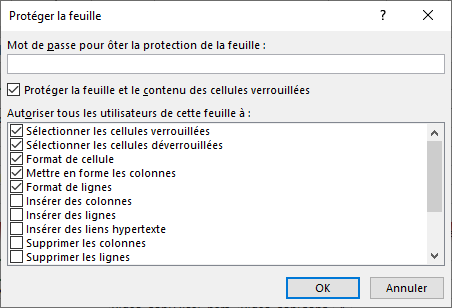 Protéger la feuille
Mot de passe pour ôter la protection de la feuille :
Protéger la feuille et le contenu des cellules verrouillées
Autoriser tous les utilisateurs de cette feuille à :
Sélectionner les cellules verrouillées
Sélectionner les cellules déverrouillées
Format de cellule
Mettre en forme les colonnes
Format de lignes
Insérer des colonnes
Insérer des lignes
Insérer des liens hypertexte
Supprimer les colonnes
Supprimer les lignes
OK Annuler